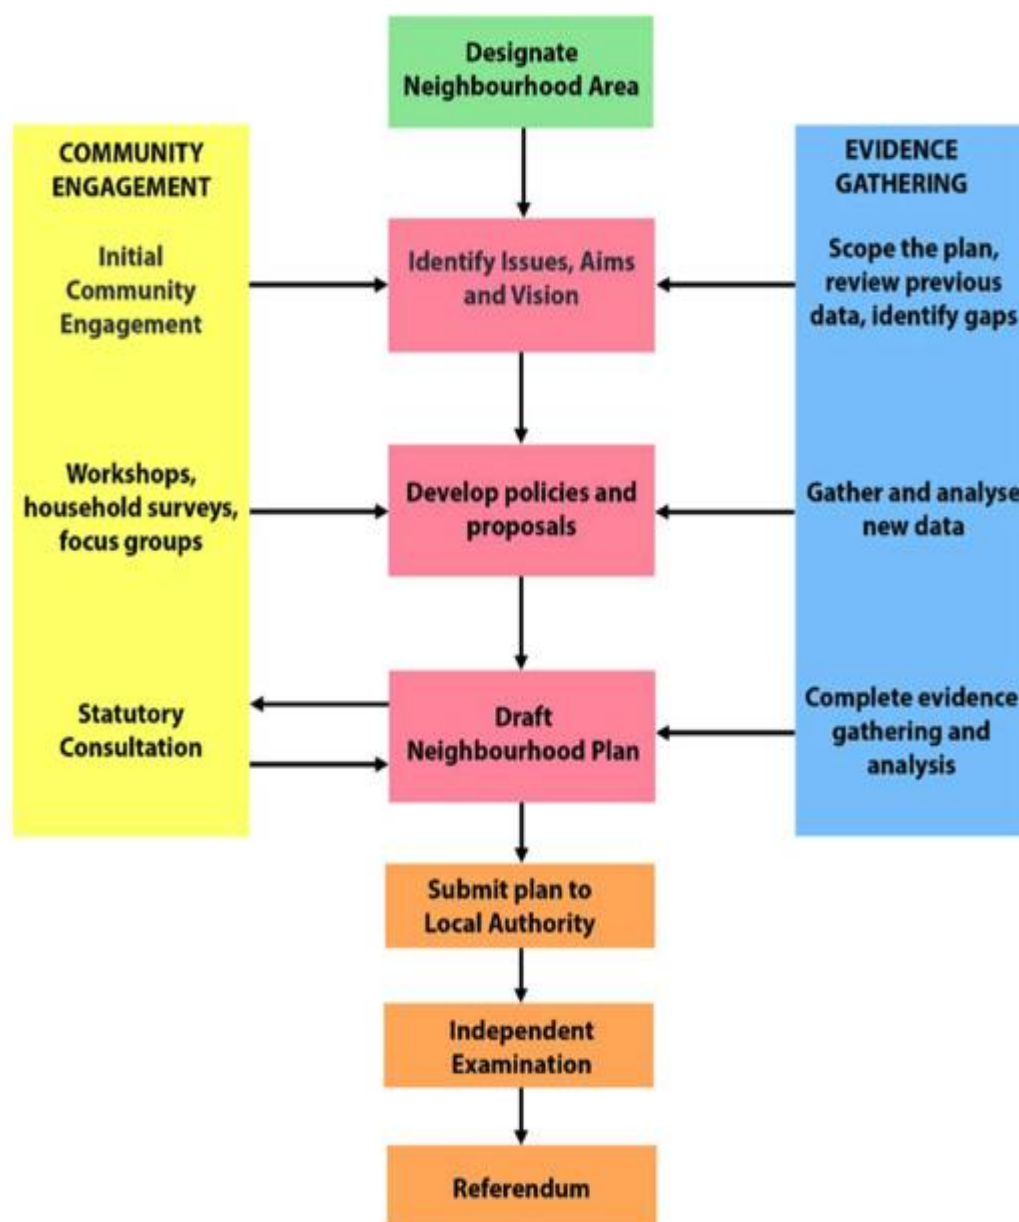 Designate
Neighbourhood Area
COMMUNITY
ENGAGEMENT
Initial
Community
Engagement
Workshops,
household surveys,
focus groups
Statutory
Consultation
Identify Issues, Aims
and Vision
Develop policies and
proposals
Draft
Neighbourhood Plan
EVIDENCE
GATHERING
Scope the plan,
review previous
data, identify gaps
Gather and analyse
new data
Complete evidence
gathering and
analysis
Submit plan to
Local Authority
Independent
Examination
Referendum